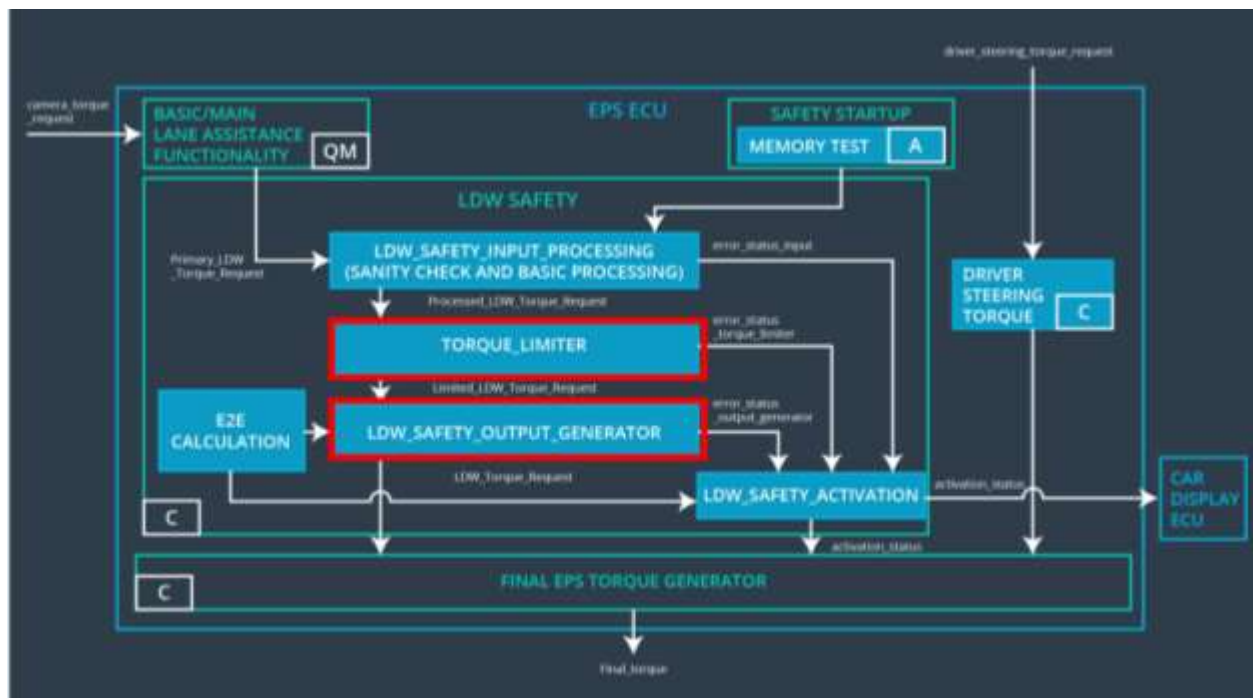 driver_steering_torque_request
camera_torque
_request
EPS ECU
BASIC/MAIN
LANE ASSISTANCE
FUNCTIONALITY
QM
SAFETY STARTUP
MEMORY TEST
A
LDW SAFETY
Primary_LDW
_Torque_Request
LDW_SAFETY_INPUT_PROCESSING
(SANITY CHECK AND BASIC PROCESSING)
error_status_input
DRIVER
STEERING
TORQUE
C
Processed_LDW_Torque_Request
TORQUE_LIMITER
error_status
_torque_limiter
Limited_LDW_Torque_Request
E2E
CALCULATION
LDW_SAFETY_OUTPUT_GENERATOR
error_status
_output_generator
LDW_Torque_Request
LDW_SAFETY_ACTIVATION
activation_status
CAR
DISPLAY
ECU
C
activation_status
FINAL EPS TORQUE GENERATOR
C
Final_torque